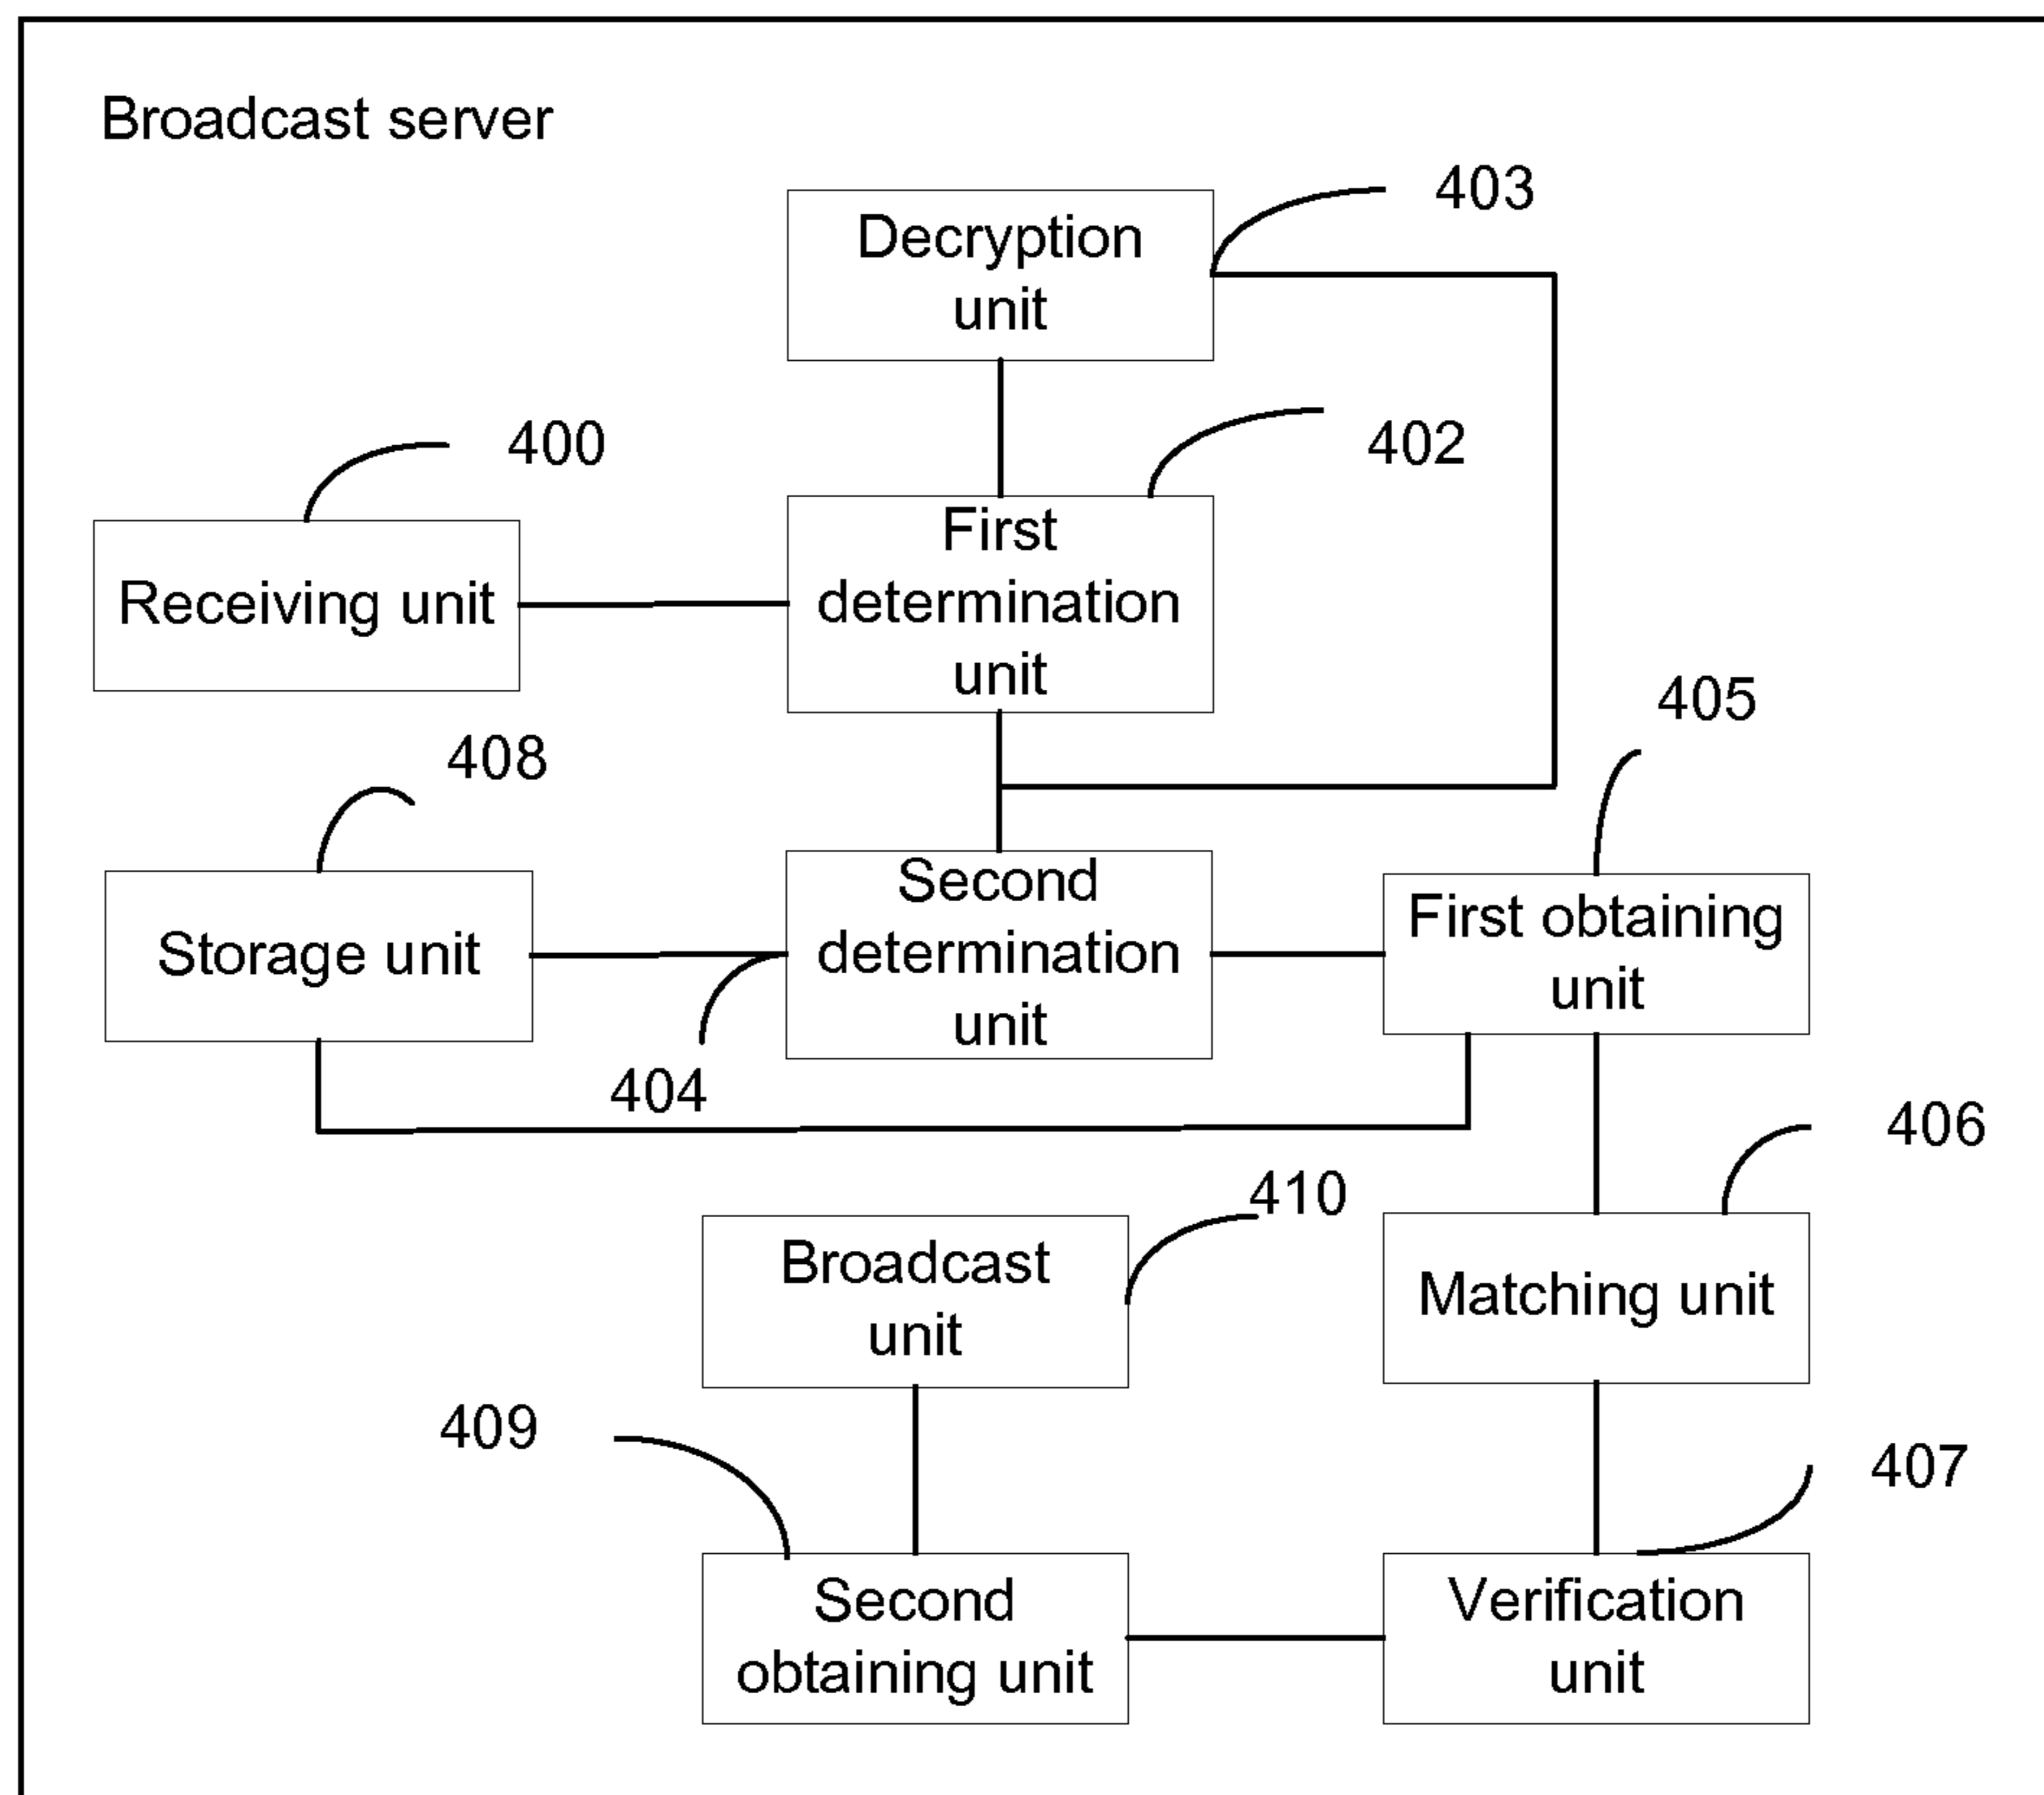 Broadcast server
403
Decryption
unit
400
402
Receiving unit
First
determination
unit
405
408
Storage unit
Second
determination
unit
First obtaining
unit
404
406
410
Broadcast
unit
Matching unit
409
407
Second
obtaining unit
Verification
unit